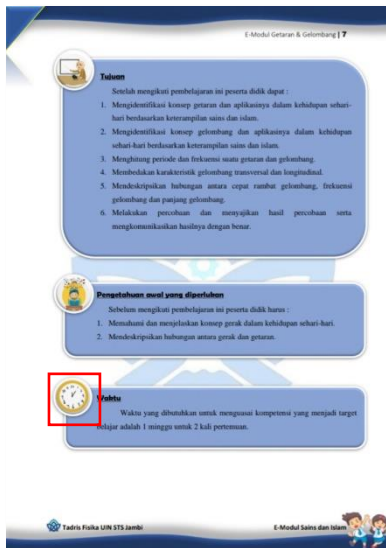 E-Modul Getaran & Gelombang | 7
Tujuan
Setelah mengikuti pembelajaran ini peserta didik dapat :
1. Mengidentifikasi konsep getaran dan aplikasinya dalam kehidupan sehari-
hari berdasarkan keterampilan sains dan islam.
2. Mengidentifikasi konsep gelombang dan aplikasinya dalam kehidupan
sehari-hari berdasarkan keterampilan sains dan islam.
3. Menghitung periode dan frekuensi suatu getaran dan gelombang.
4. Membedakan karakteristik gelombang transversal dan longitudinal.
5. Mendeskripsikan hubungan antara cepat rambat gelombang, frekuensi
gelombang dan panjang gelombang.
6. Melakukan percobaan dan menyajikan hasil percobaan serta
mengkomunikasikan hasilnya dengan benar.
Pengetahuan awal yang diperlukan
Sebelum mengikuti pembelajaran ini peserta didik harus :
1. Memahami dan menjelaskan konsep gerak dalam kehidupan sehari-hari.
2. Mendeskripsikan hubungan antara gerak dan getaran.
Waktu
Waktu yang dibutuhkan untuk menguasai kompetensi yang menjadi target
belajar adalah 1 minggu untuk 2 kali pertemuan.
Tadris Fisika UIN STS Jambi
E-Modul Sains dan Islam